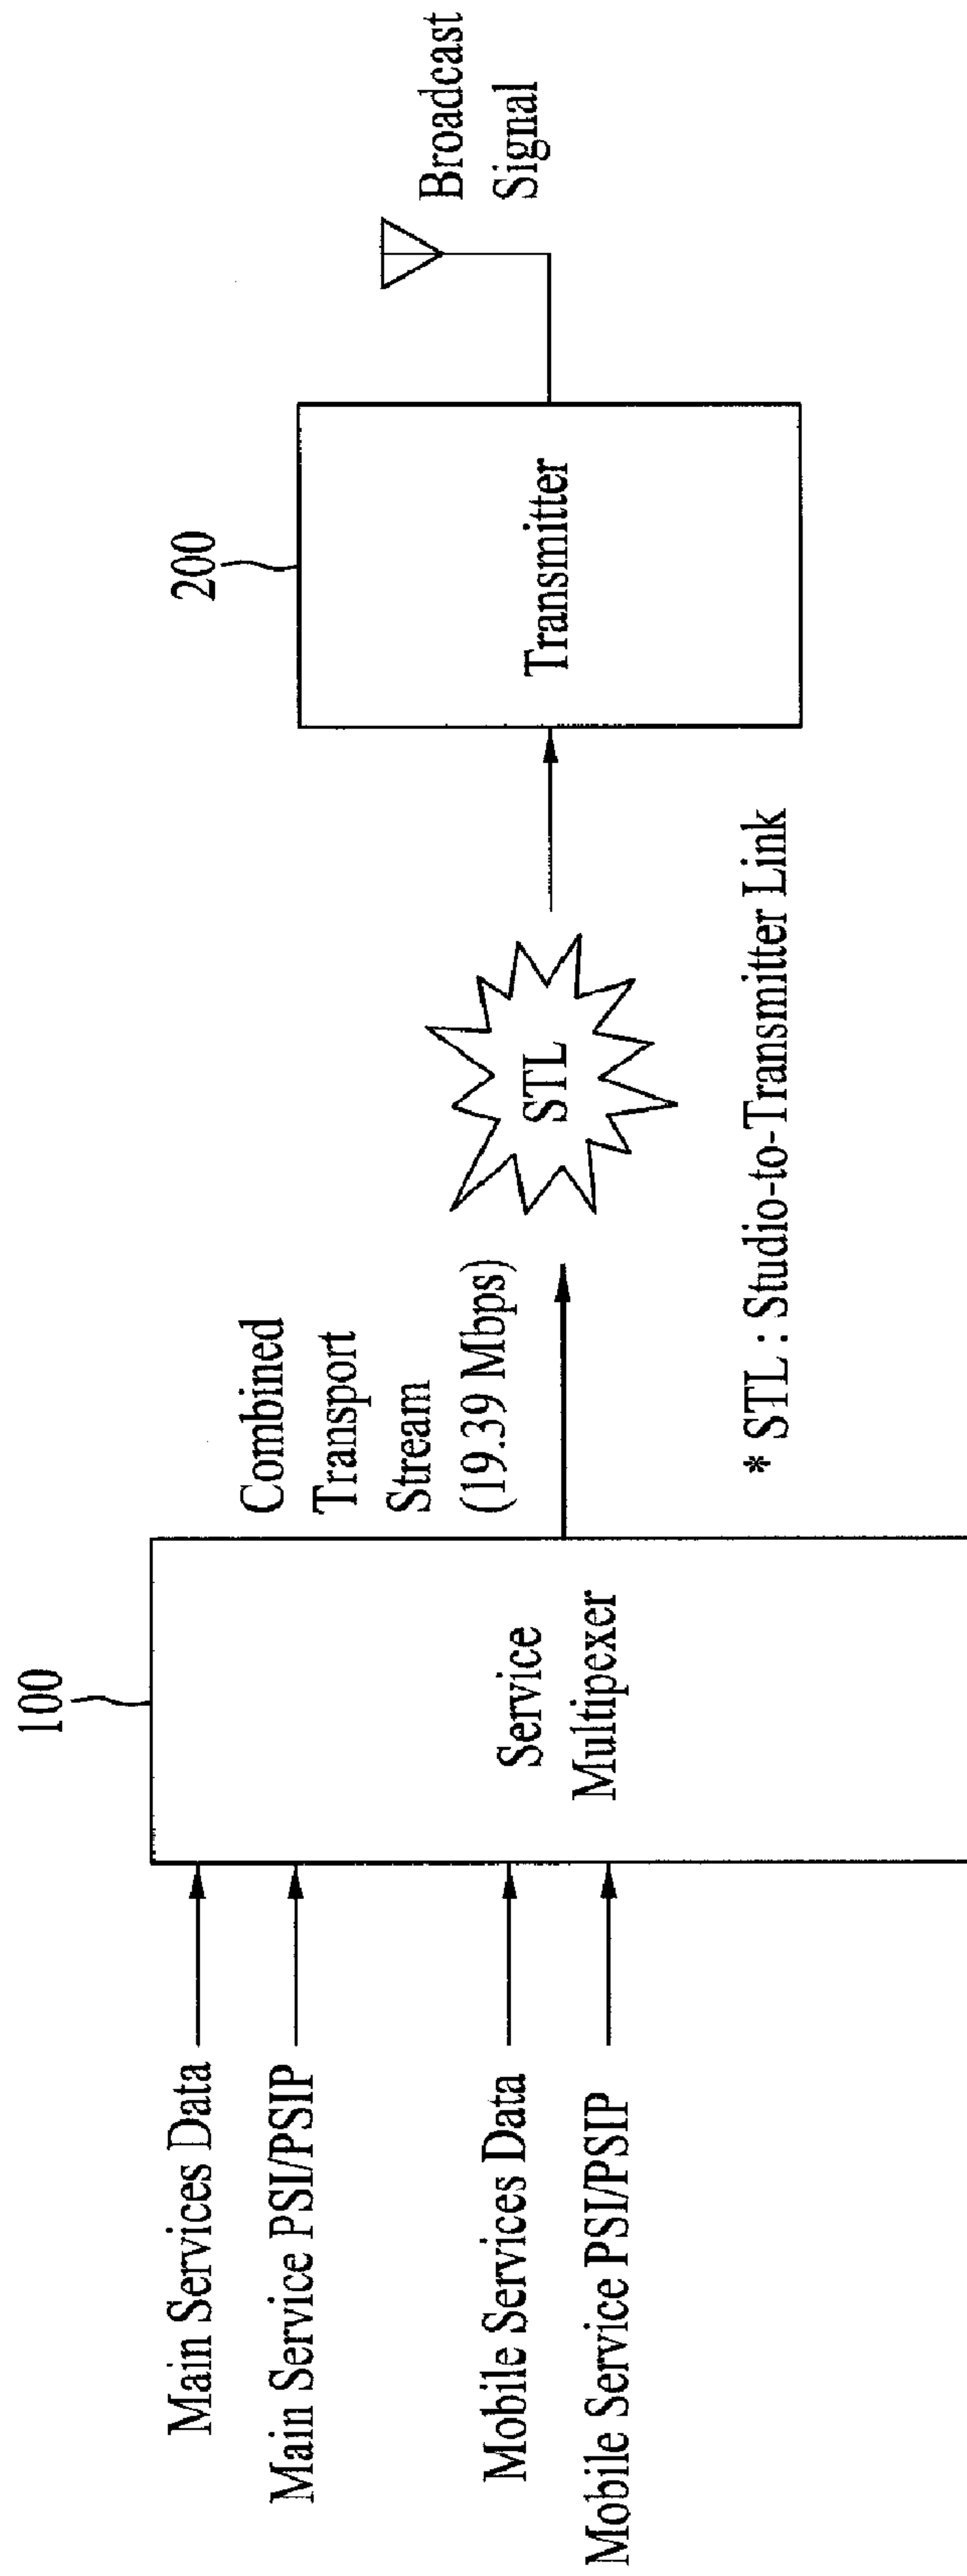 Main Services Data
Main Service PSI/PSIP
Mobile Services Data
Mobile Service PSI/PSIP
100
Service
Multipexer
Combined
Transport
Stream
(19.39 Mbps)
STL
* STL : Studio-to-Transmitter Link
200
Transmitter
Broadcast
Signal